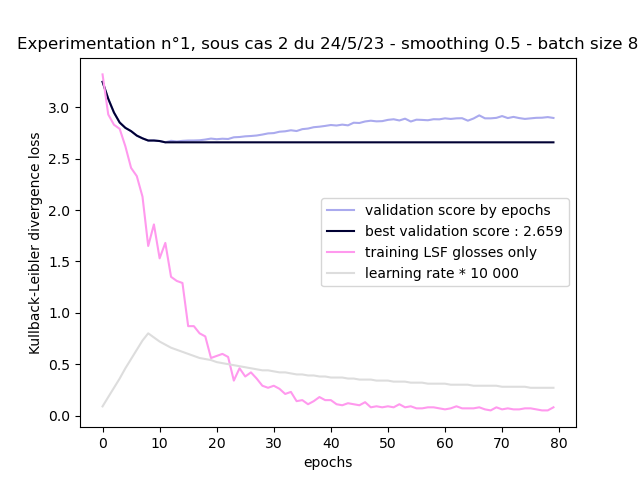 Experimentation n°1, sous cas 2 du 24/5/23 - smoothing 0.5 - batch size 8
Kullback-Leibler divergence loss
3.0
2.5
2.0
1.5
1.0
0.5
0.0
validation score by epochs
best validation score : 2.659
training LSF glosses only
learning rate * 10 000
0 10 20 30 40 50 60 70 80
epochs